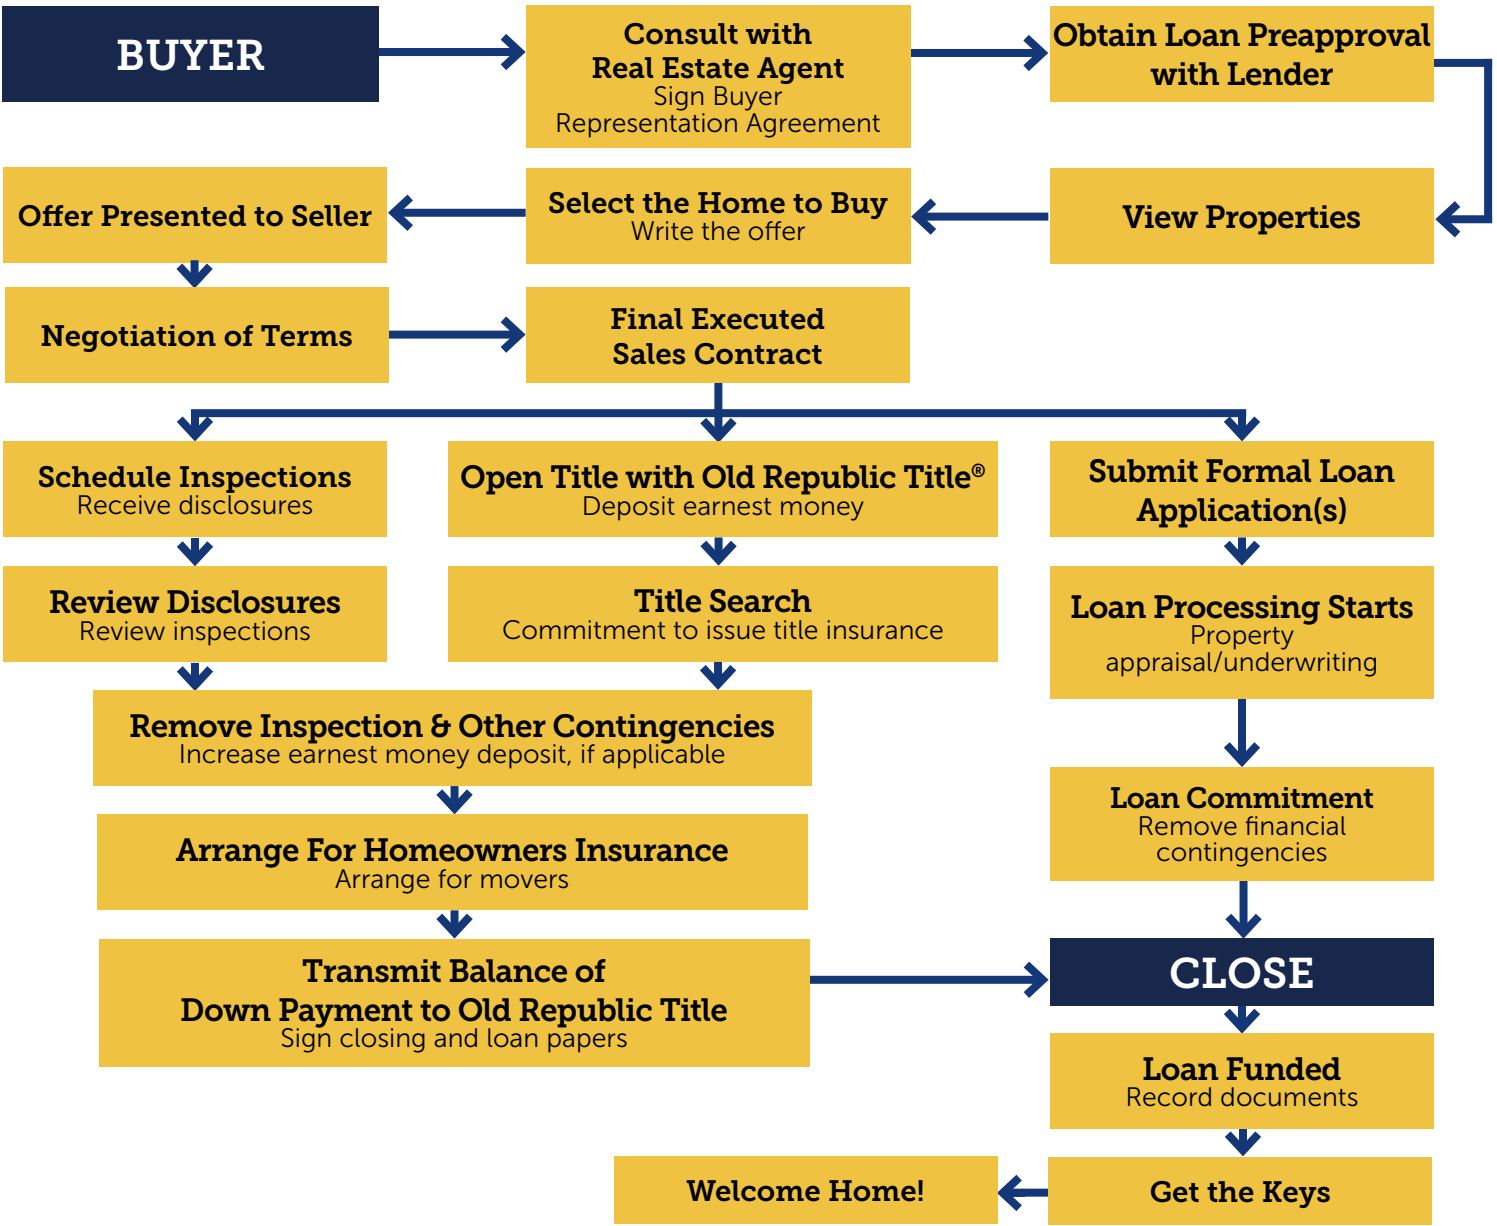 BUYER
Consult with
Real Estate Agent
Sign Buyer
Representation Agreement
Obtain Loan Preapproval
with Lender
Offer Presented to Seller
Select the Home to Buy
Write the offer
View Properties
Negotiation of Terms
Final Executed
Sales Contract
Schedule Inspections
Receive disclosures
Open Title with Old Republic Title®
Deposit earnest money
Submit Formal Loan
Application(s)
Review Disclosures
Review inspections
Title Search
Commitment to issue title insurance
Loan Processing Starts
Property
appraisal/underwriting
Remove Inspection & Other Contingencies
Increase earnest money deposit, if applicable
Loan Commitment
Remove financial
contingencies
Arrange For Homeowners Insurance
Arrange for movers
Transmit Balance of
Down Payment to Old Republic Title
Sign closing and loan papers
CLOSE
Loan Funded
Record documents
Welcome Home!
Get the Keys